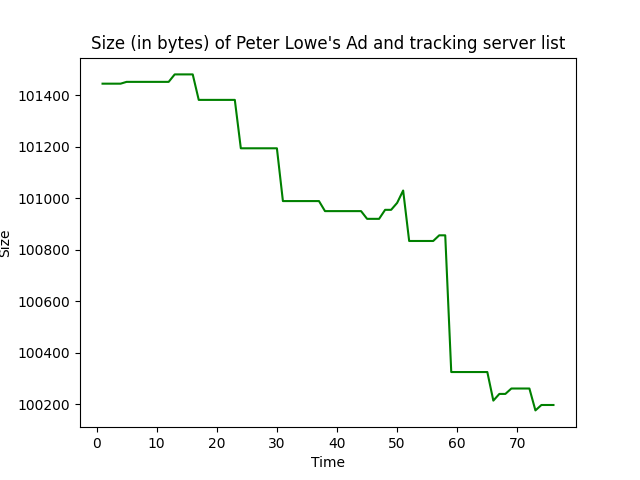 Size (in bytes) of Peter Lowe's Ad and tracking server list
101400
101200
101000
100800
100600
100400
100200
Size
0 10 20 30 40 50 60 70
Time